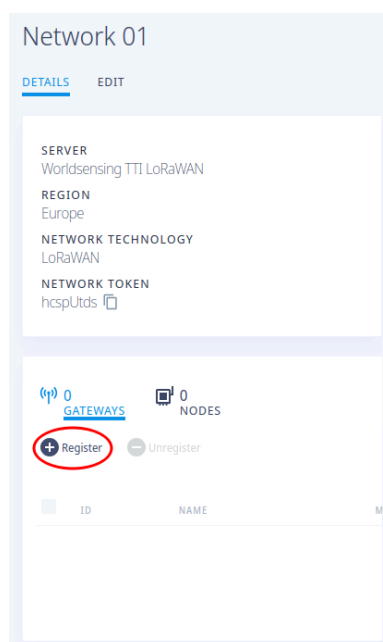 Network 01
DETAILS EDIT
SERVER
Worldsensing TTI LoRaWAN
REGION
Europe
NETWORK TECHNOLOGY
LoRaWAN
NETWORK TOKEN
hcspUtds
0 0
GATEWAYS NODES
Register Unregister
ID NAME M